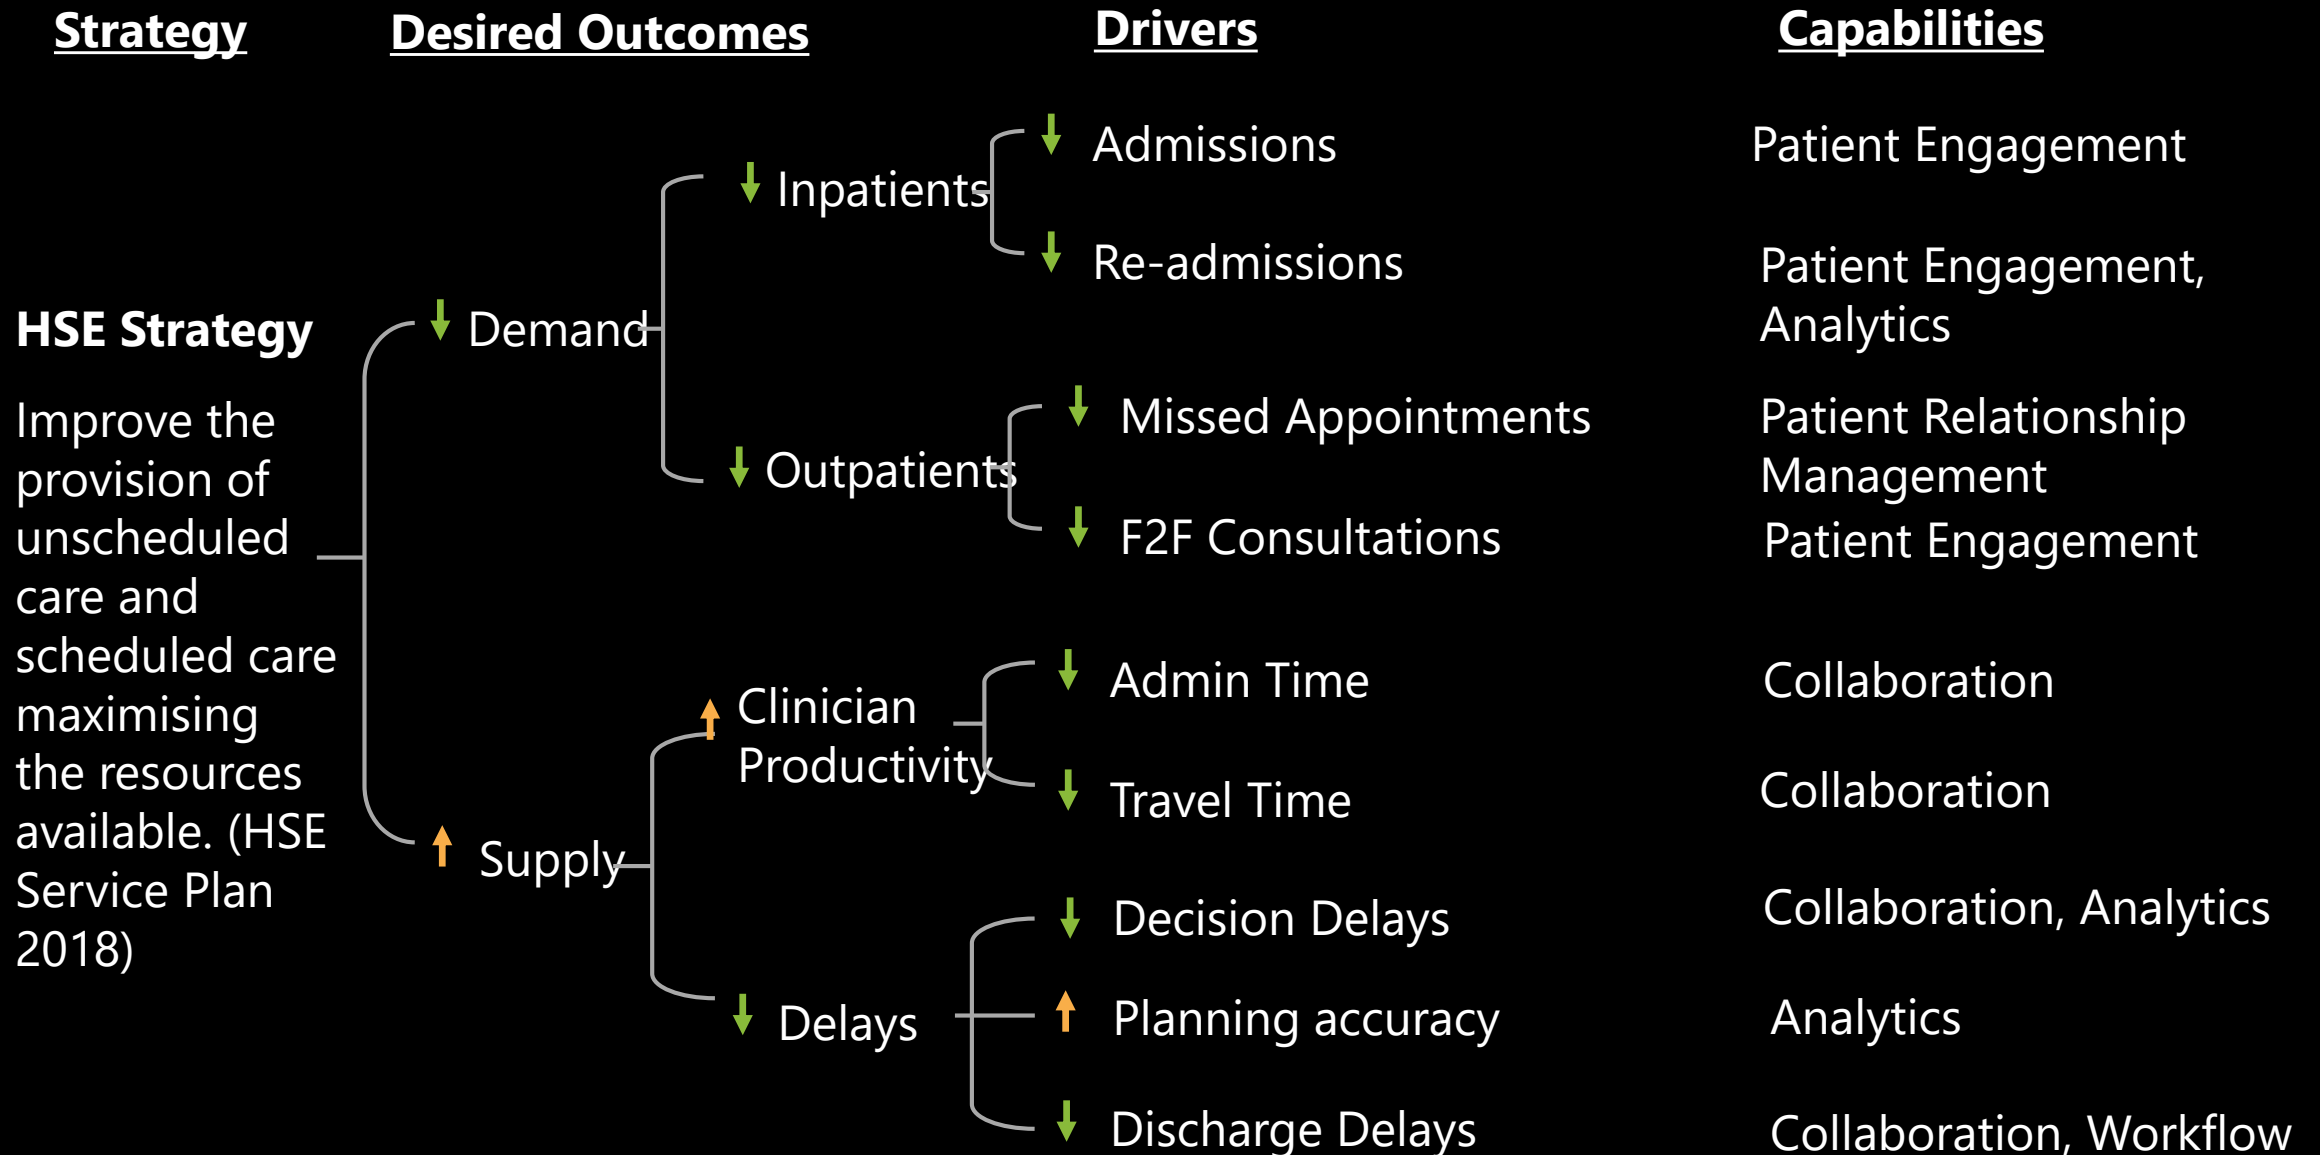 Strategy
Desired Outcomes
Drivers
Capabilities
HSE Strategy
Improve the
provision of
unscheduled
care and
scheduled care
maximising
the resources
available. (HSE
Service Plan
2018)
Demand
Supply
Inpatients
Outpatients
Clinician
Productivity
Delays
Admissions
Re-admissions
Missed Appointments
F2F Consultations
Admin Time
Travel Time
Decision Delays
Planning accuracy
Discharge Delays
Patient Engagement
Patient Engagement,
Analytics
Patient Relationship
Management
Patient Engagement
Collaboration
Collaboration
Collaboration, Analytics
Analytics
Collaboration, Workflow